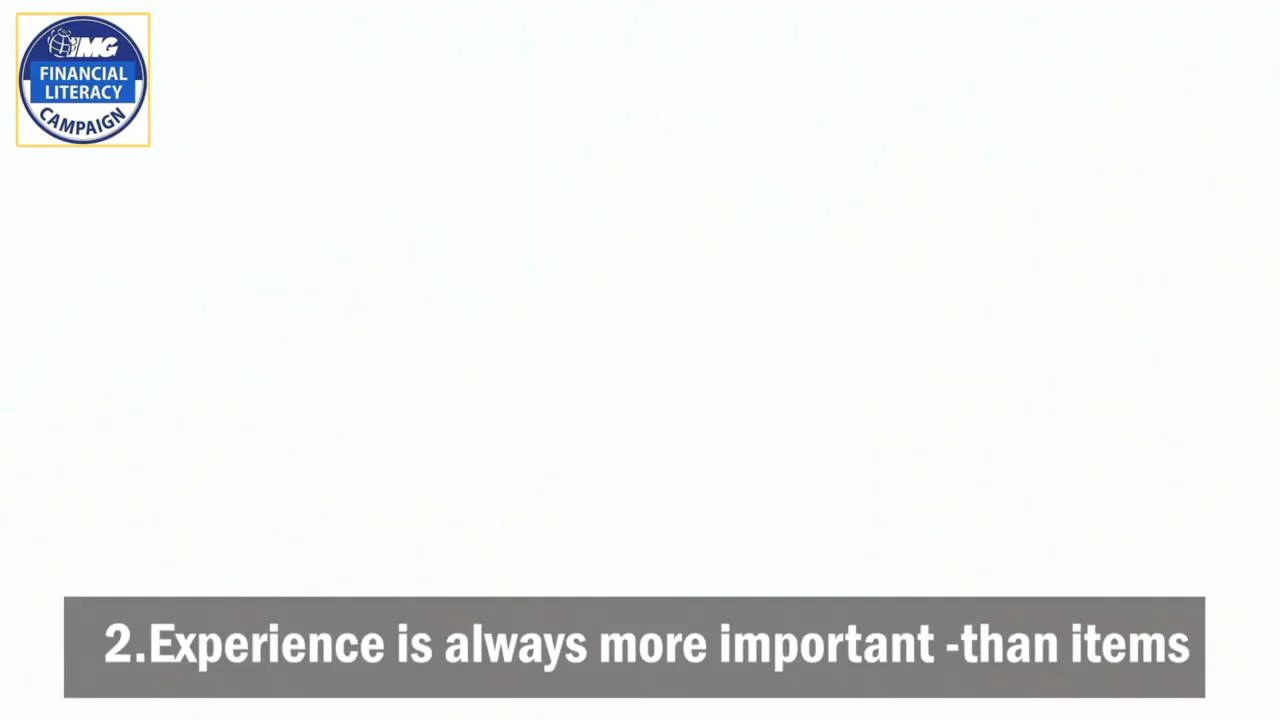 IMG
FINANCIAL
LITERACY
CAMPAIGN
2.Experience is always more important -than items